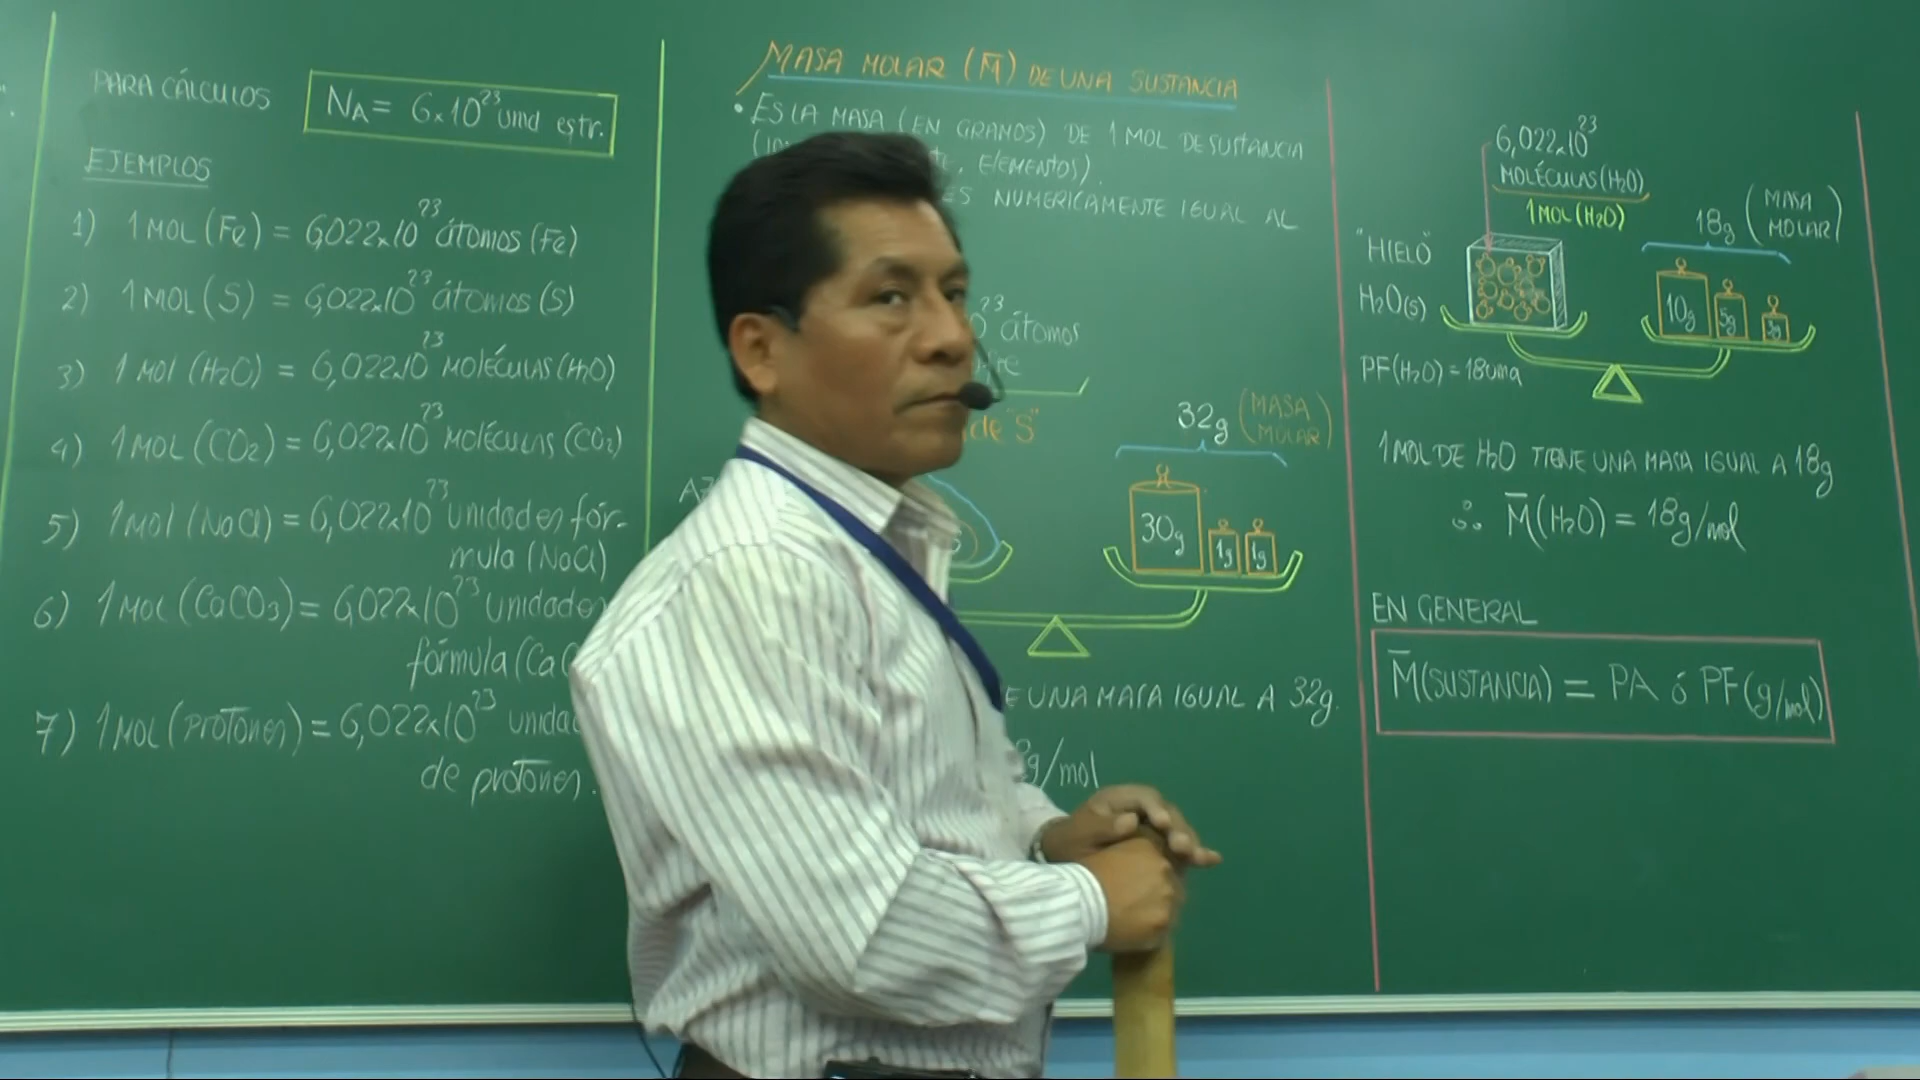 PARA CÁLCULOS
NA = 6x10²³ und estr.
EJEMPLOS
1) 1 MOL (Fe) = 6,022x10²³ átomos (Fe)
2) 1 MOL (S) = 6,022x10²³ átomos (S)
3) 1 MOL (H₂O) = 6,022x10²³ MOLÉCULAS (H₂O)
4) 1 MOL (CO₂) = 6,022x10²³ MOLÉCULAS (CO₂)
5) 1 MOL (NaCl) = 6,022x10²³ unidades fór-
mula (NaCl)
6) 1 MOL (CaCO₃) = 6,022x10²³ unidades
fórmula (CaC
7) 1 MOL (protones) = 6,022x10²³ unidad
de protones.
MASA MOLAR (M̄) DE UNA SUSTANCIA
• ES LA MASA (EN GRAMOS) DE 1 MOL DE SUSTANCIA
ELEMENTOS).
ES NUMERICAMENTE IGUAL AL
²³ átomos
de "S"
32g (MASA
MOLAR)
30g 1g 1g
E UNA MASA IGUAL A 32g.
g/mol
6,022x10²³
MOLÉCULAS (H₂O)
1 MOL (H₂O)
18g (MASA
MOLAR)
"HIELO"
H₂O(s)
10g 5g 3g
PF(H₂O) = 18uma
1 MOL DE H₂O TIENE UNA MASA IGUAL A 18g
∴ M̄(H₂O) = 18g/mol
EN GENERAL
M̄(SUSTANCIA) = PA ó PF (g/mol)